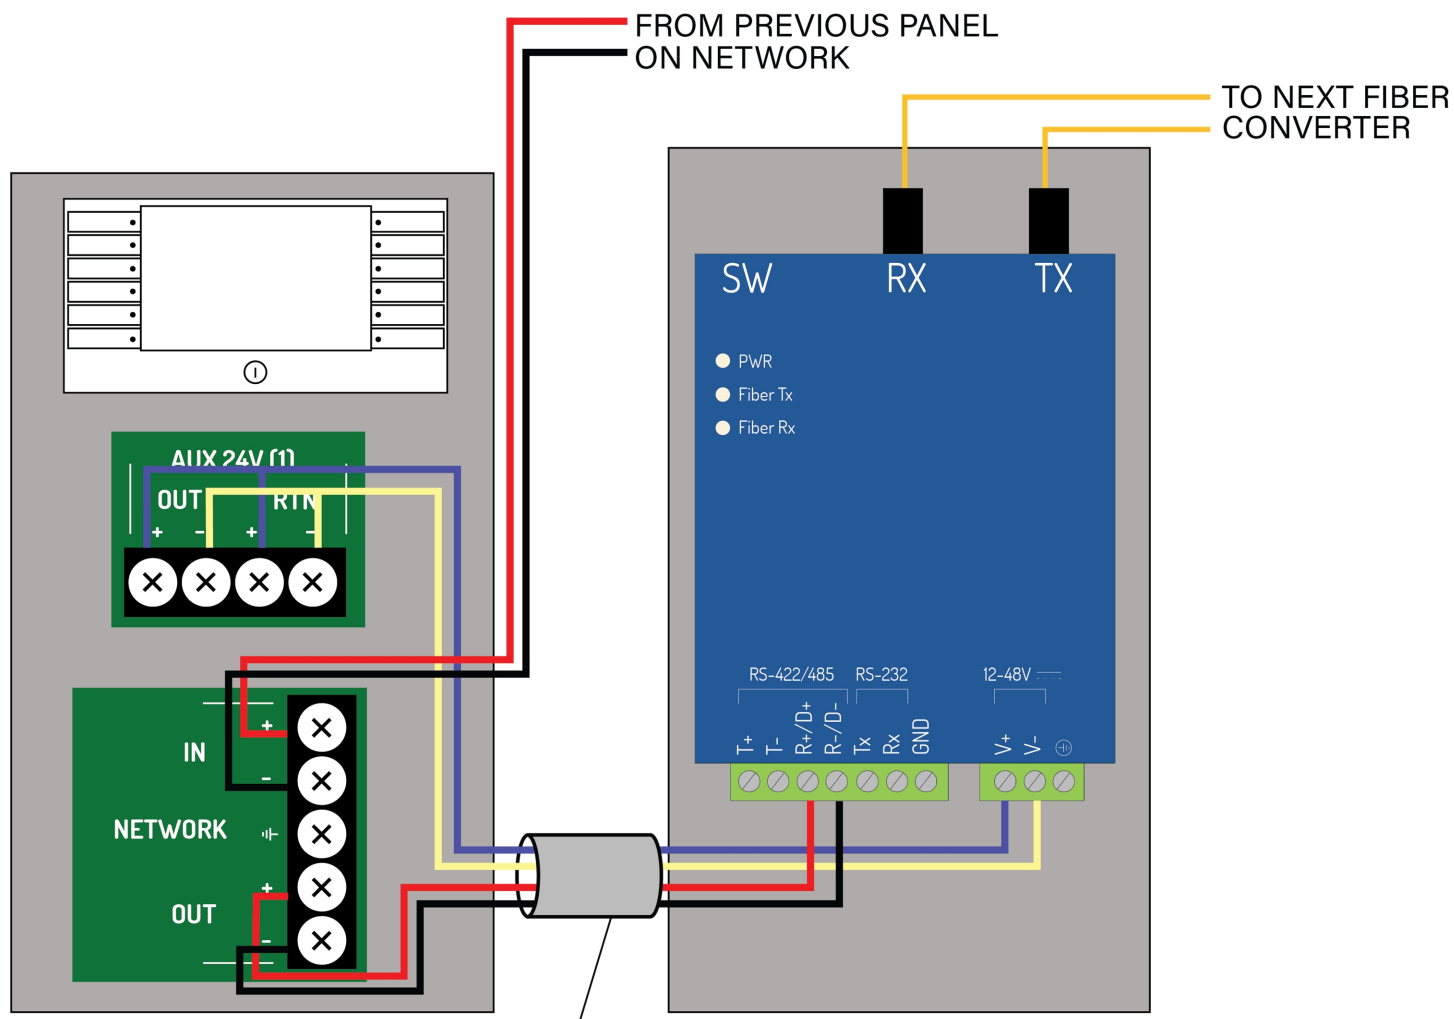 FROM PREVIOUS PANEL
ON NETWORK
TO NEXT FIBER
CONVERTER
SW RX TX
PWR
Fiber Tx
Fiber Rx
AUX 24V (1)
OUT RTN
+ - + -
RS-422/485 RS-232 12-48V
T+ T- R+/D+ R-/D- Tx Rx GND V+ V-
+
IN
-
NETWORK
+
OUT
-